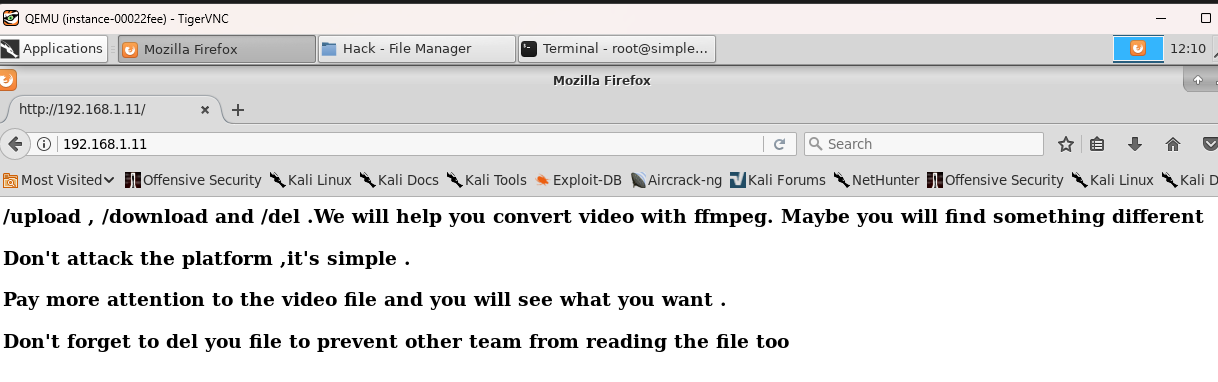 QEMU (instance-00022fee) - TigerVNC
Applications Mozilla Firefox Hack - File Manager Terminal - root@simple... 12:10
Mozilla Firefox
http://192.168.1.11/
192.168.1.11 Search
Most Visited Offensive Security Kali Linux Kali Docs Kali Tools Exploit-DB Aircrack-ng Kali Forums NetHunter Offensive Security Kali Linux Kali D
/upload , /download and /del .We will help you convert video with ffmpeg. Maybe you will find something different
Don't attack the platform ,it's simple .
Pay more attention to the video file and you will see what you want .
Don't forget to del you file to prevent other team from reading the file too